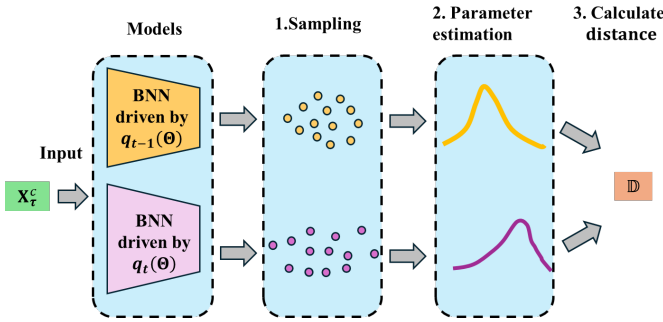 Models
1.Sampling
2. Parameter
estimation
3. Calculate
distance
BNN
driven by
q_{t-1}(Θ)
Input
X_τ^c
BNN
driven by
q_t(Θ)
𝔻